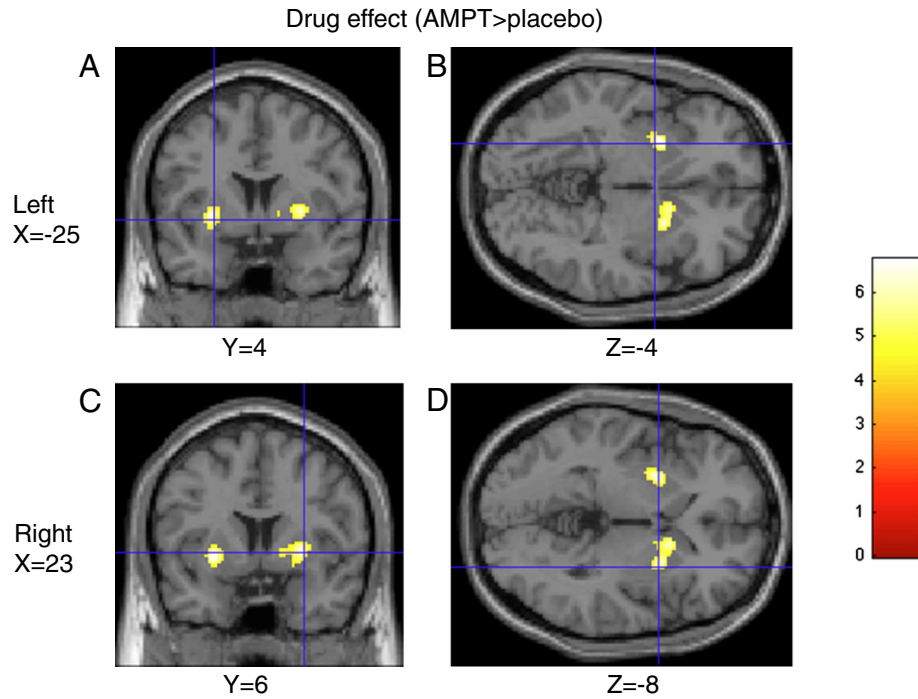 Drug effect (AMPT>placebo)
A
B
Left
X=-25
Y=4
Z=-4
C
D
Right
X=23
Y=6
Z=-8
6
5
4
3
2
1
0